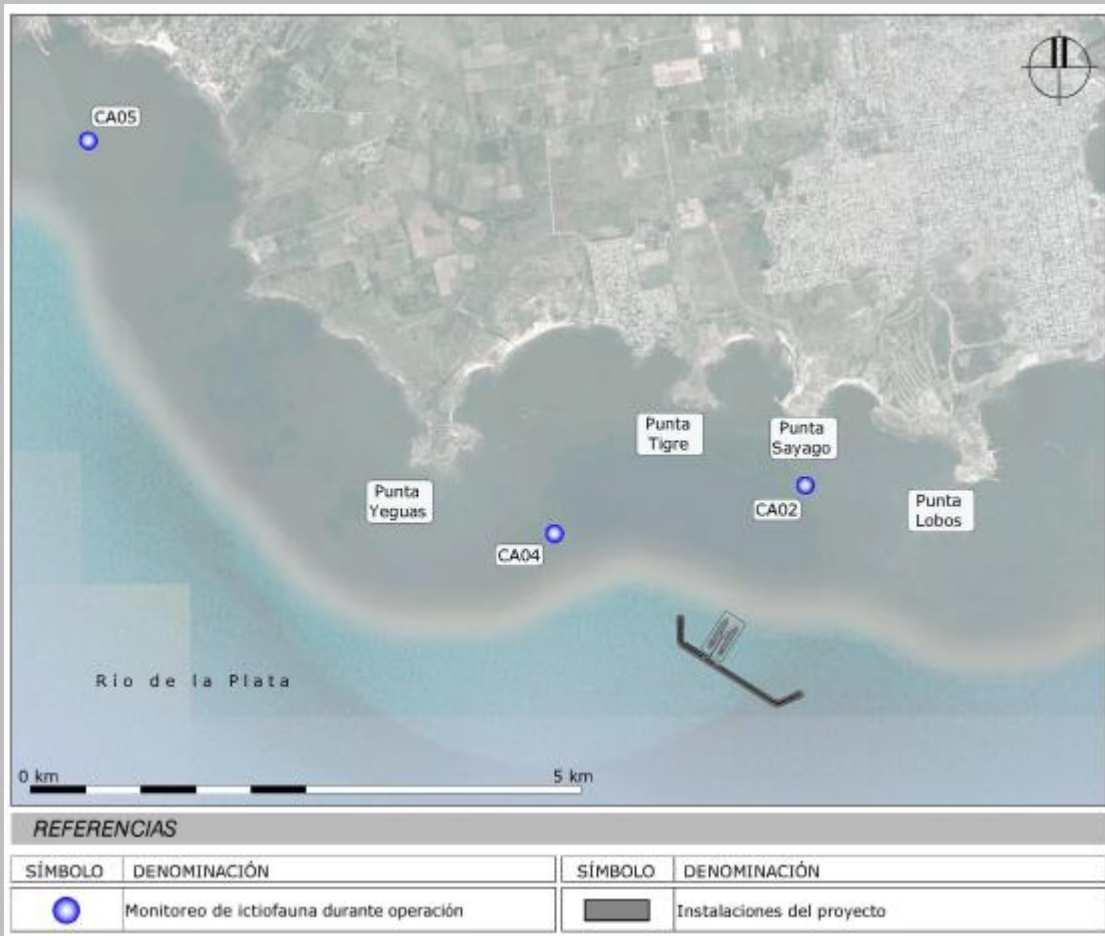 CA05
Punta
Tigre
Punta
Sayago
Punta
Yeguas
CA02
Punta
Lobos
CA04
Río de la Plata
0 km
5 km
REFERENCIAS
SÍMBOLO DENOMINACIÓN SÍMBOLO DENOMINACIÓN
Monitoreo de ictiofauna durante operación Instalaciones del proyecto